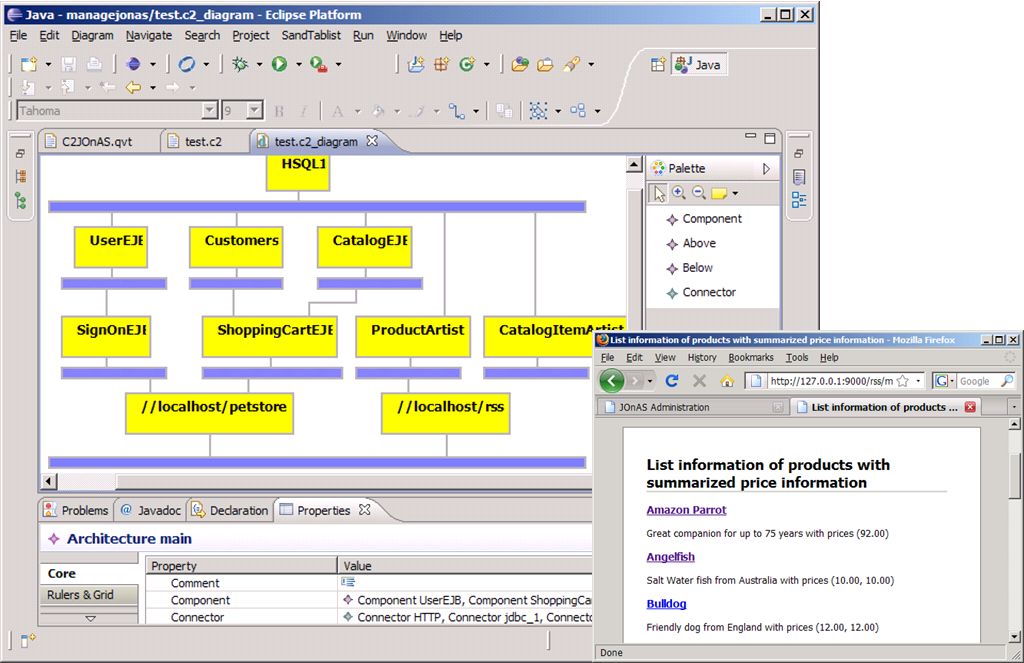 Java - managejonas/test.c2_diagram - Eclipse Platform
File Edit Diagram Navigate Search Project SandTablist Run Window Help
Java
Tahoma 9 B I A
C2JOnAS.qvt test.c2 test.c2_diagram
HSQL1
UserEJB Customers CatalogEJB
SignOnEJB ShoppingCartEJB ProductArtist CatalogItemArtist
//localhost/petstore //localhost/rss
Palette
Component
Above
Below
Connector
Problems Javadoc Declaration Properties
Architecture main
Core
Rulers & Grid
Property Value
Comment
Component Component UserEJB, Component ShoppingCar
Connector Connector HTTP, Connector jdbc_1, Connecto
List information of products with summarized price information - Mozilla Firefox
File Edit View History Bookmarks Tools Help
http://127.0.0.1:9000/rss/m G Google
JOnAS Administration List information of products ...
List information of products with
summarized price information
Amazon Parrot
Great companion for up to 75 years with prices (92.00)
Angelfish
Salt Water fish from Australia with prices (10.00, 10.00)
Bulldog
Friendly dog from England with prices (12.00, 12.00)
Done